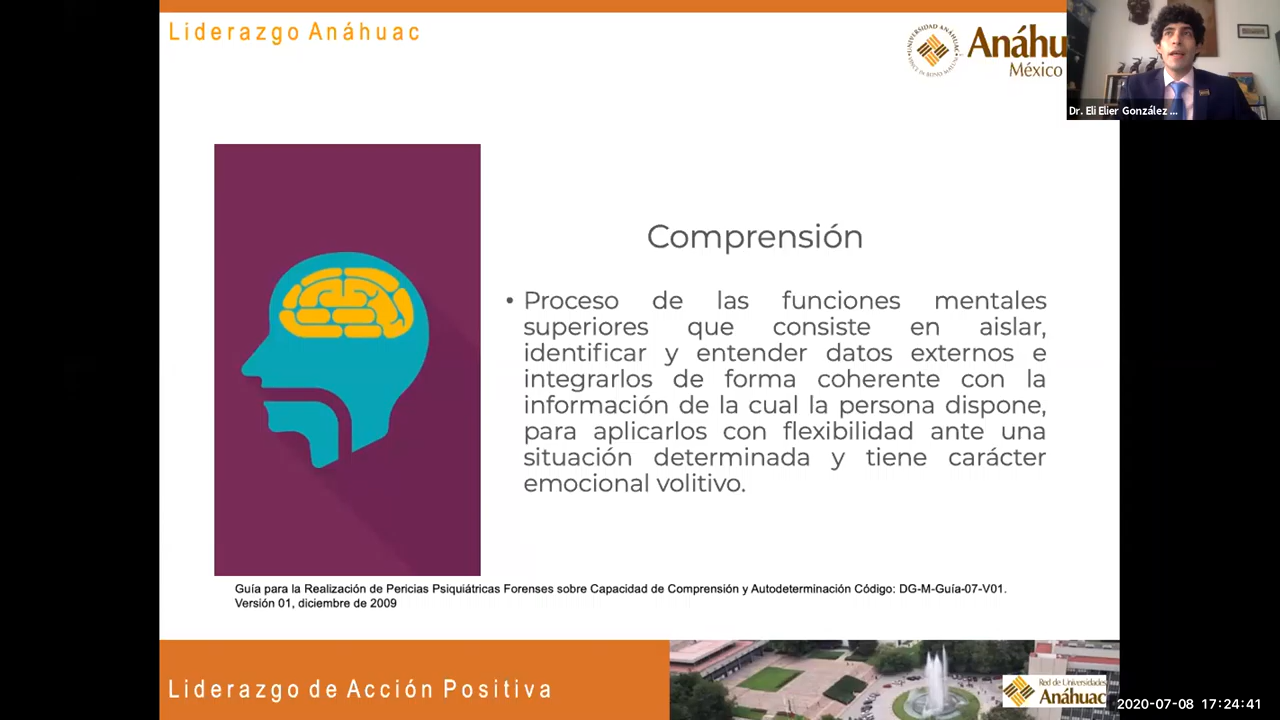 Liderazgo Anáhuac
Anáhu
México
Dr. Eli Elier González ...
Comprensión
• Proceso de las funciones mentales
superiores que consiste en aislar,
identificar y entender datos externos e
integrarlos de forma coherente con la
información de la cual la persona dispone,
para aplicarlos con flexibilidad ante una
situación determinada y tiene carácter
emocional volitivo.
Guía para la Realización de Pericias Psiquiátricas Forenses sobre Capacidad de Comprensión y Autodeterminación Código: DG-M-Guía-07-V01.
Versión 01, diciembre de 2009
Liderazgo de Acción Positiva
Red de Universidades
Anáhuac
2020-07-08 17:24:41